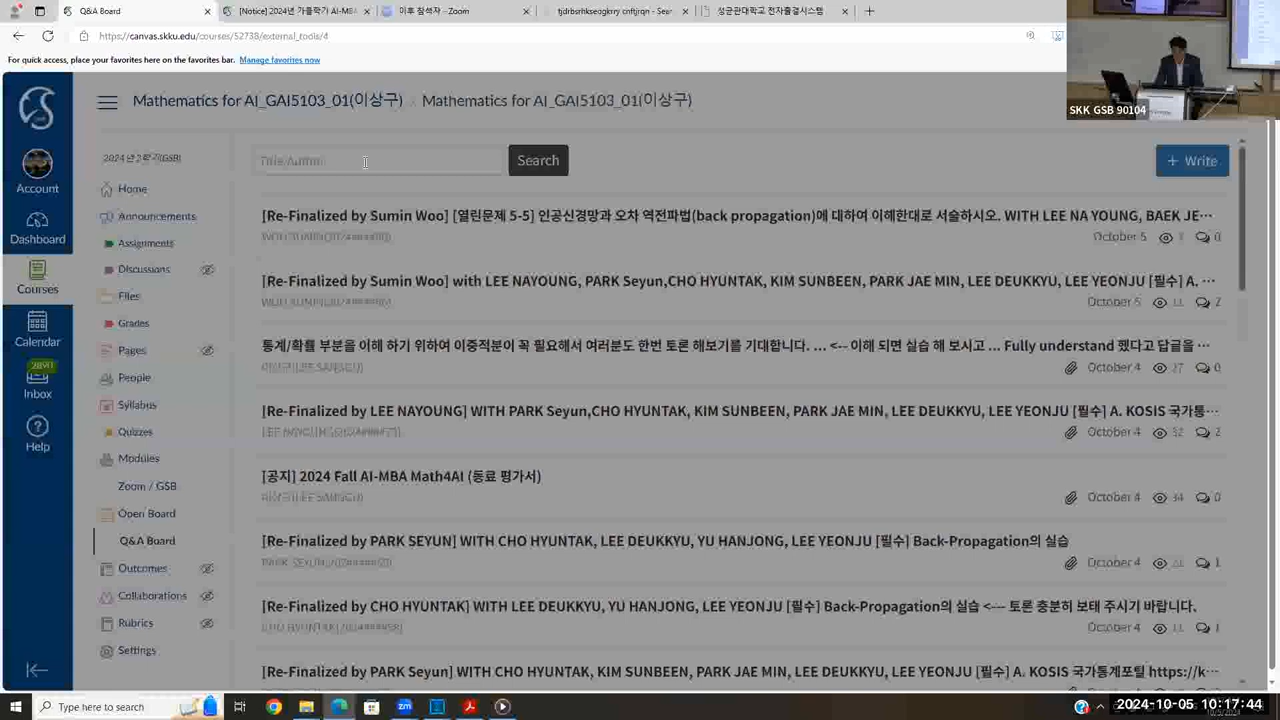 Q&A Board
[Notice] 2024년 가을학기 AI-MBA
이후 참석자 – Zoom
tjdrbsrhkseoglkry cnftjrqn - Sear
성균관대학교 전자출결시스템
https://canvas.skku.edu/courses/52738/external_tools/4
For quick access, place your favorites here on the favorites bar. Manage favorites now
SKK GSB 90104
Mathematics for AI_GAI5103_01(이상구) Mathematics for AI_GAI5103_01(이상구)
Account
Dashboard
Courses
Calendar
Inbox
Help
2024년 2학기(GSB)
Home
Announcements
Assignments
Discussions
Files
Grades
Pages
People
Syllabus
Quizzes
Modules
Zoom / GSB
Open Board
Q&A Board
Outcomes
Collaborations
Rubrics
Settings
Title/Author
Search
+ Write
[Re-Finalized by Sumin Woo] [열린문제 5-5] 인공신경망과 오차 역전파법(back propagation)에 대하여 이해한대로 서술하시오. WITH LEE NA YOUNG, BAEK JE···
October 5 0
[Re-Finalized by Sumin Woo] with LEE NAYOUNG, PARK Seyun,CHO HYUNTAK, KIM SUNBEEN, PARK JAE MIN, LEE DEUKKYU, LEE YEONJU [필수] A. ···
October 5 2
통계/확률 부분을 이해 하기 위하여 이중적분이 꼭 필요해서 여러분도 한번 토론 해보기를 기대합니다. ... <-- 이해 되면 실습 해 보시고 ... Fully understand 했다고 답글을 ···
October 4 27 0
[Re-Finalized by LEE NAYOUNG] WITH PARK Seyun,CHO HYUNTAK, KIM SUNBEEN, PARK JAE MIN, LEE DEUKKYU, LEE YEONJU [필수] A. KOSIS 국가통···
October 4 32 2
[공지] 2024 Fall AI-MBA Math4AI (동료 평가서)
October 4 34 0
[Re-Finalized by PARK SEYUN] WITH CHO HYUNTAK, LEE DEUKKYU, YU HANJONG, LEE YEONJU [필수] Back-Propagation의 실습
October 4 1
[Re-Finalized by CHO HYUNTAK] WITH LEE DEUKKYU, YU HANJONG, LEE YEONJU [필수] Back-Propagation의 실습 <--- 토론 충분히 보태 주시기 바랍니다.
October 4 1
[Re-Finalized by PARK Seyun] WITH CHO HYUNTAK, KIM SUNBEEN, PARK JAE MIN, LEE DEUKKYU, LEE YEONJU [필수] A. KOSIS 국가통계포털 https://k···
Type here to search
2024-10-05 10:17:44